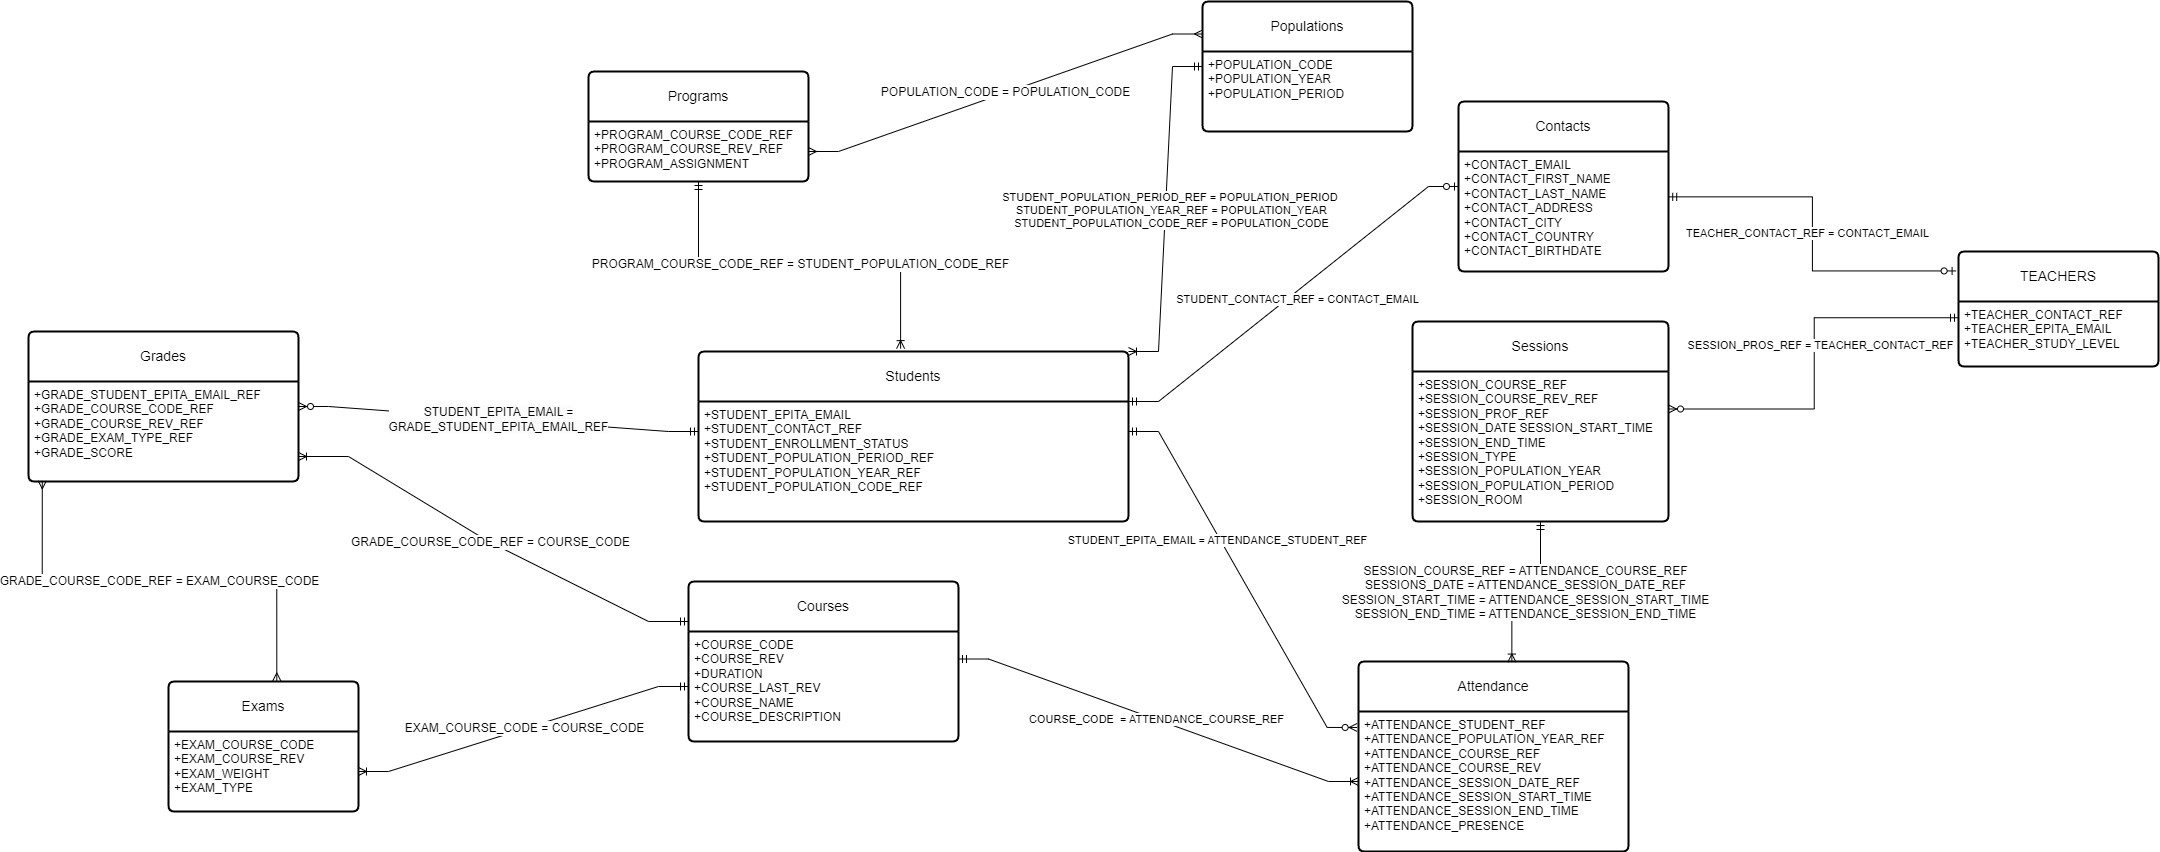 Populations
+POPULATION_CODE
+POPULATION_YEAR
+POPULATION_PERIOD
POPULATION_CODE = POPULATION_CODE
Programs
+PROGRAM_COURSE_CODE_REF
+PROGRAM_COURSE_REV_REF
+PROGRAM_ASSIGNMENT
Contacts
+CONTACT_EMAIL
+CONTACT_FIRST_NAME
+CONTACT_LAST_NAME
+CONTACT_ADDRESS
+CONTACT_CITY
+CONTACT_COUNTRY
+CONTACT_BIRTHDATE
STUDENT_POPULATION_PERIOD_REF = POPULATION_PERIOD
STUDENT_POPULATION_YEAR_REF = POPULATION_YEAR
STUDENT_POPULATION_CODE_REF = POPULATION_CODE
TEACHER_CONTACT_REF = CONTACT_EMAIL
PROGRAM_COURSE_CODE_REF = STUDENT_POPULATION_CODE_REF
TEACHERS
+TEACHER_CONTACT_REF
+TEACHER_EPITA_EMAIL
+TEACHER_STUDY_LEVEL
STUDENT_CONTACT_REF = CONTACT_EMAIL
SESSION_PROS_REF = TEACHER_CONTACT_REF
Grades
+GRADE_STUDENT_EPITA_EMAIL_REF
+GRADE_COURSE_CODE_REF
+GRADE_COURSE_REV_REF
+GRADE_EXAM_TYPE_REF
+GRADE_SCORE
STUDENT_EPITA_EMAIL =
GRADE_STUDENT_EPITA_EMAIL_REF
Students
+STUDENT_EPITA_EMAIL
+STUDENT_CONTACT_REF
+STUDENT_ENROLLMENT_STATUS
+STUDENT_POPULATION_PERIOD_REF
+STUDENT_POPULATION_YEAR_REF
+STUDENT_POPULATION_CODE_REF
Sessions
+SESSION_COURSE_REF
+SESSION_COURSE_REV_REF
+SESSION_PROF_REF
+SESSION_DATE SESSION_START_TIME
+SESSION_END_TIME
+SESSION_TYPE
+SESSION_POPULATION_YEAR
+SESSION_POPULATION_PERIOD
+SESSION_ROOM
GRADE_COURSE_CODE_REF = COURSE_CODE
STUDENT_EPITA_EMAIL = ATTENDANCE_STUDENT_REF
GRADE_COURSE_CODE_REF = EXAM_COURSE_CODE
SESSION_COURSE_REF = ATTENDANCE_COURSE_REF
SESSIONS_DATE = ATTENDANCE_SESSION_DATE_REF
SESSION_START_TIME = ATTENDANCE_SESSION_START_TIME
SESSION_END_TIME = ATTENDANCE_SESSION_END_TIME
Courses
+COURSE_CODE
+COURSE_REV
+DURATION
+COURSE_LAST_REV
+COURSE_NAME
+COURSE_DESCRIPTION
Exams
+EXAM_COURSE_CODE
+EXAM_COURSE_REV
+EXAM_WEIGHT
+EXAM_TYPE
EXAM_COURSE_CODE = COURSE_CODE
COURSE_CODE  = ATTENDANCE_COURSE_REF
Attendance
+ATTENDANCE_STUDENT_REF
+ATTENDANCE_POPULATION_YEAR_REF
+ATTENDANCE_COURSE_REF
+ATTENDANCE_COURSE_REV
+ATTENDANCE_SESSION_DATE_REF
+ATTENDANCE_SESSION_START_TIME
+ATTENDANCE_SESSION_END_TIME
+ATTENDANCE_PRESENCE